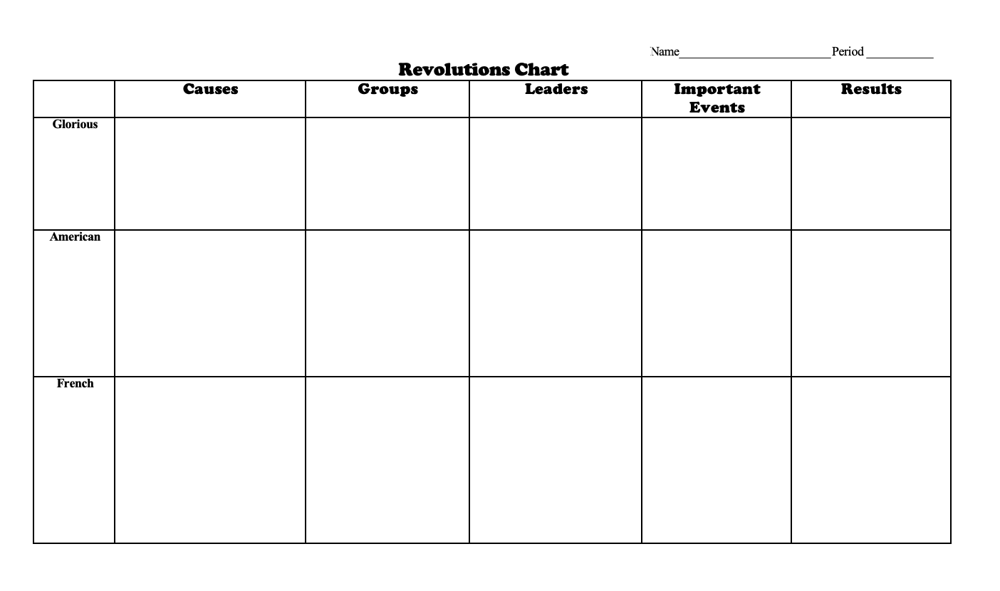 Name________________________Period ___________
Revolutions Chart
Causes Groups Leaders Important Events Results
Glorious
American
French